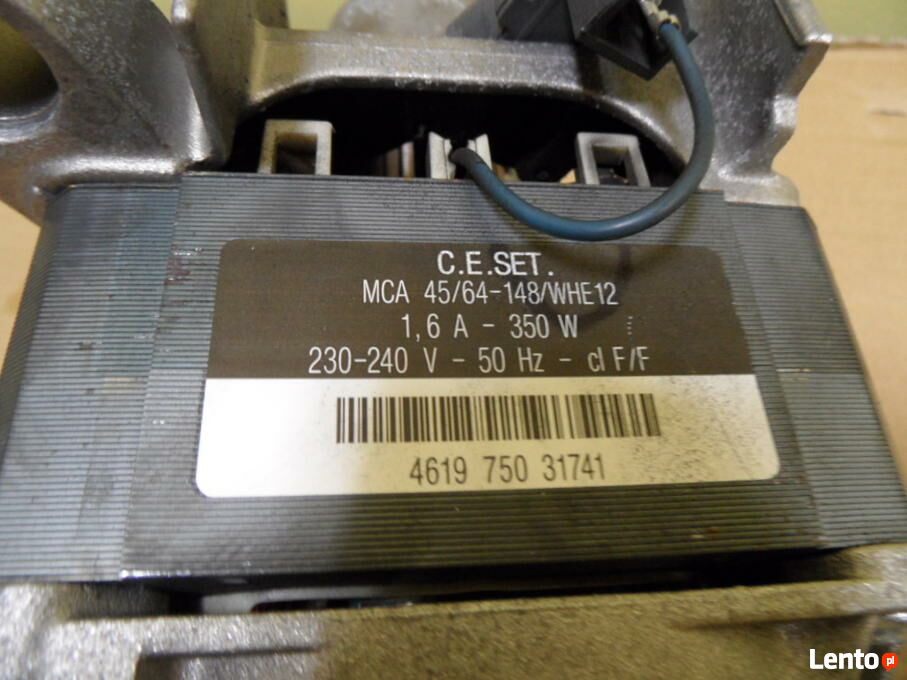 C.E.SET.
MCA 45/64-148/WHE12
1,6 A - 350 W
230-240 V - 50 Hz - cl F/F
4619 750 31741
Lento pl